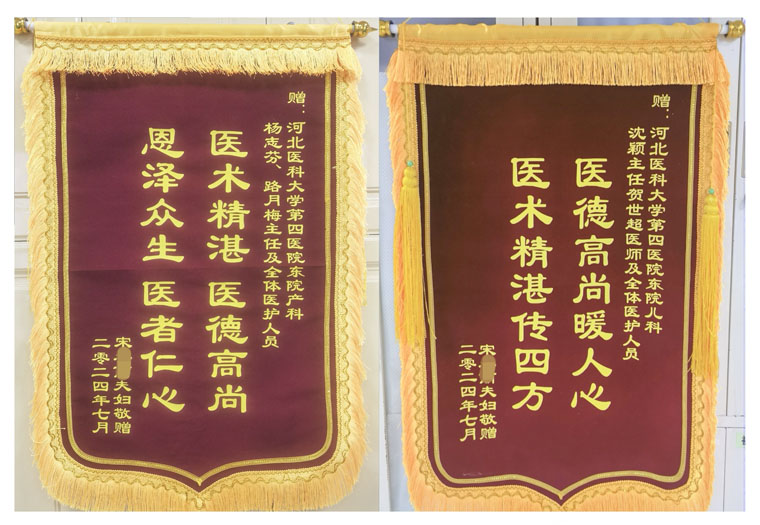 赠：河北医科大学第四医院东院产科
杨志芬、路月梅主任及全体医护人员
医术精湛 医德高尚
恩泽众生 医者仁心
宋 夫妇敬赠
二零二四年七月
赠：河北医科大学第四医院东院儿科
沈颖主任贺世超医师及全体医护人员
医德高尚暖人心
医术精湛传四方
宋 夫妇敬赠
二零二四年七月